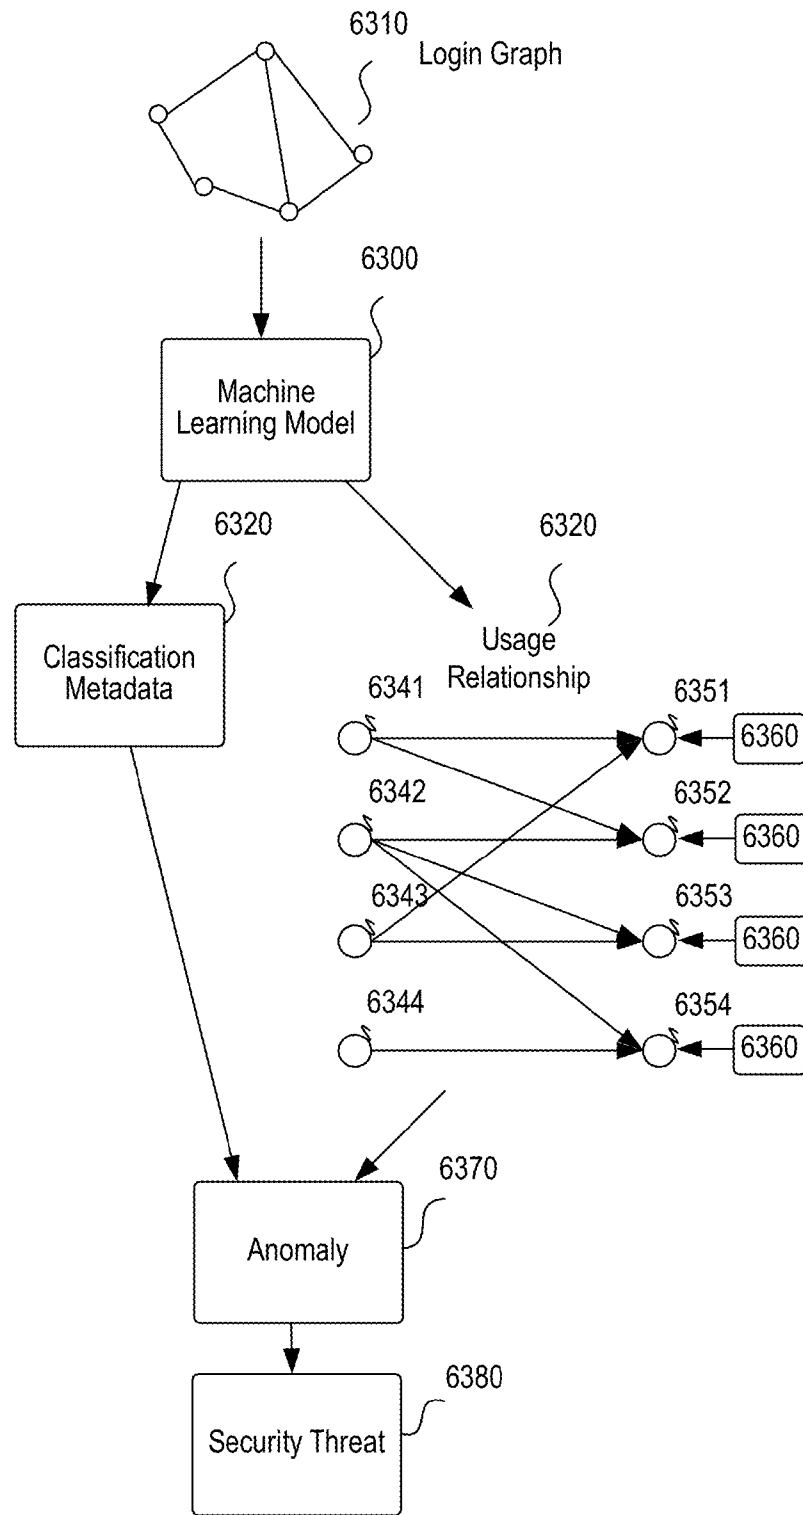 6310
Login Graph
6300
Machine
Learning Model
6320
6320
Classification
Metadata
Usage
Relationship
6341
6351
6360
6342
6352
6360
6343
6353
6360
6344
6354
6360
6370
Anomaly
6380
Security Threat